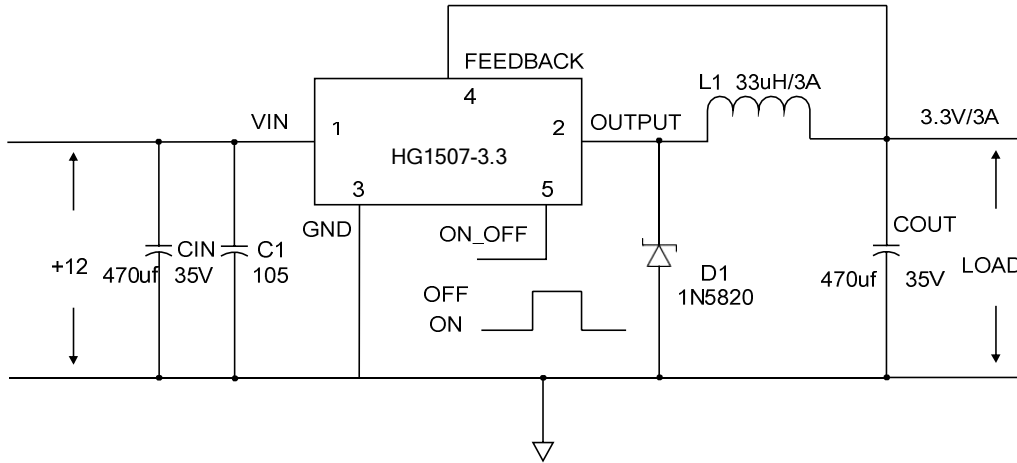 FEEDBACK
L1 33uH/3A
4
VIN
1
2
OUTPUT
3.3V/3A
HG1507-3.3
3
5
GND
ON_OFF
COUT
CIN
C1
+12
470uf 35V
105
D1
1N5820
470uf 35V
LOAD
OFF
ON